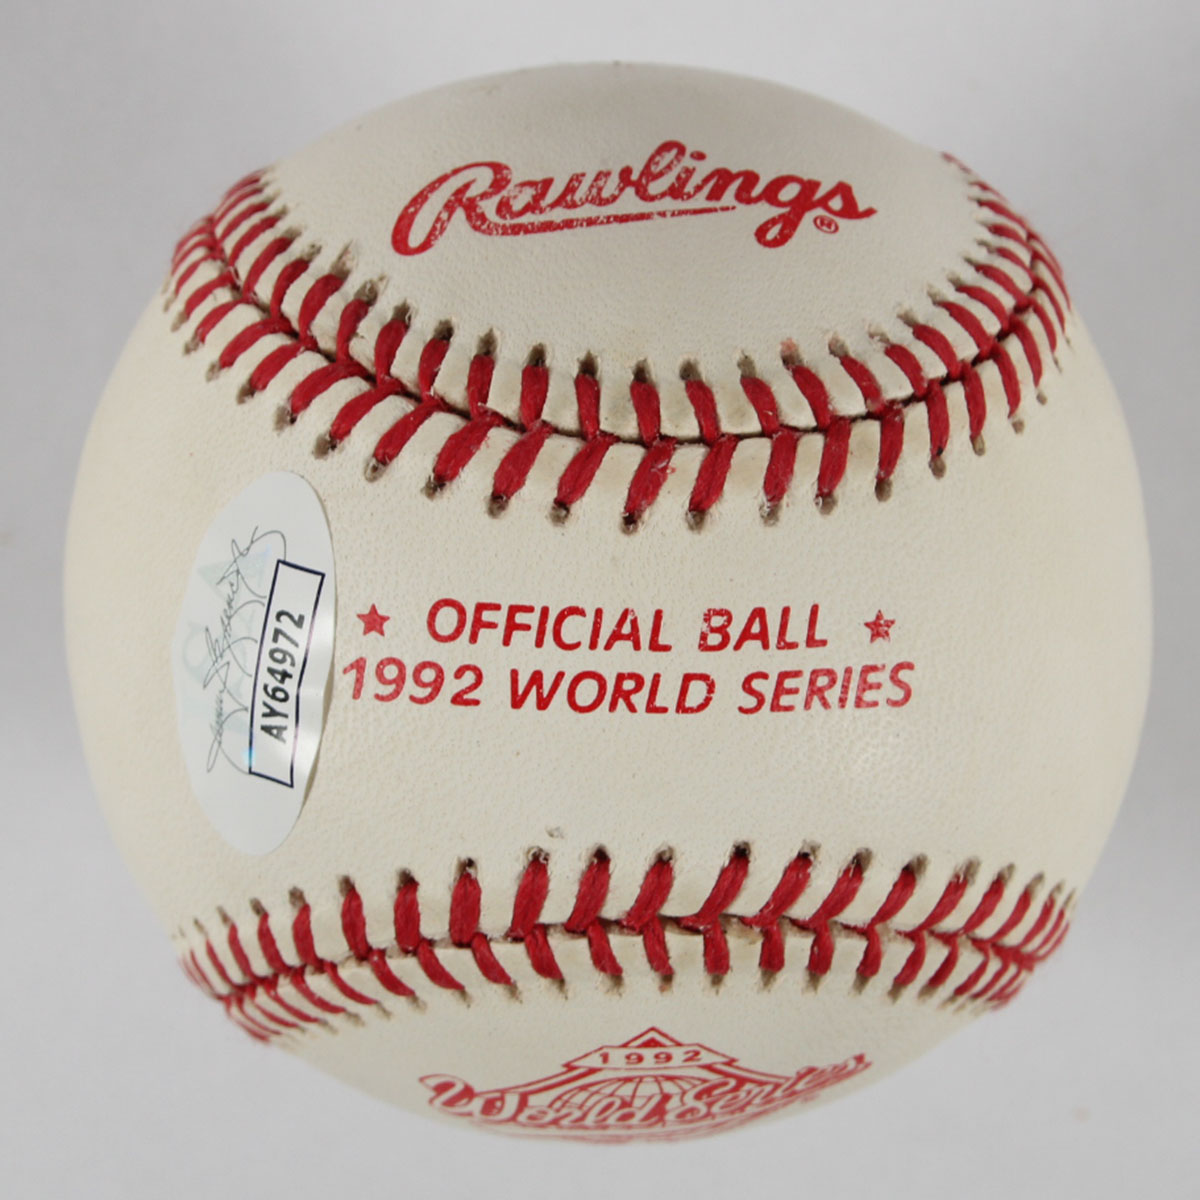 Rawlings®
★ OFFICIAL BALL ★
1992 WORLD SERIES
AY64972
1992
World Series